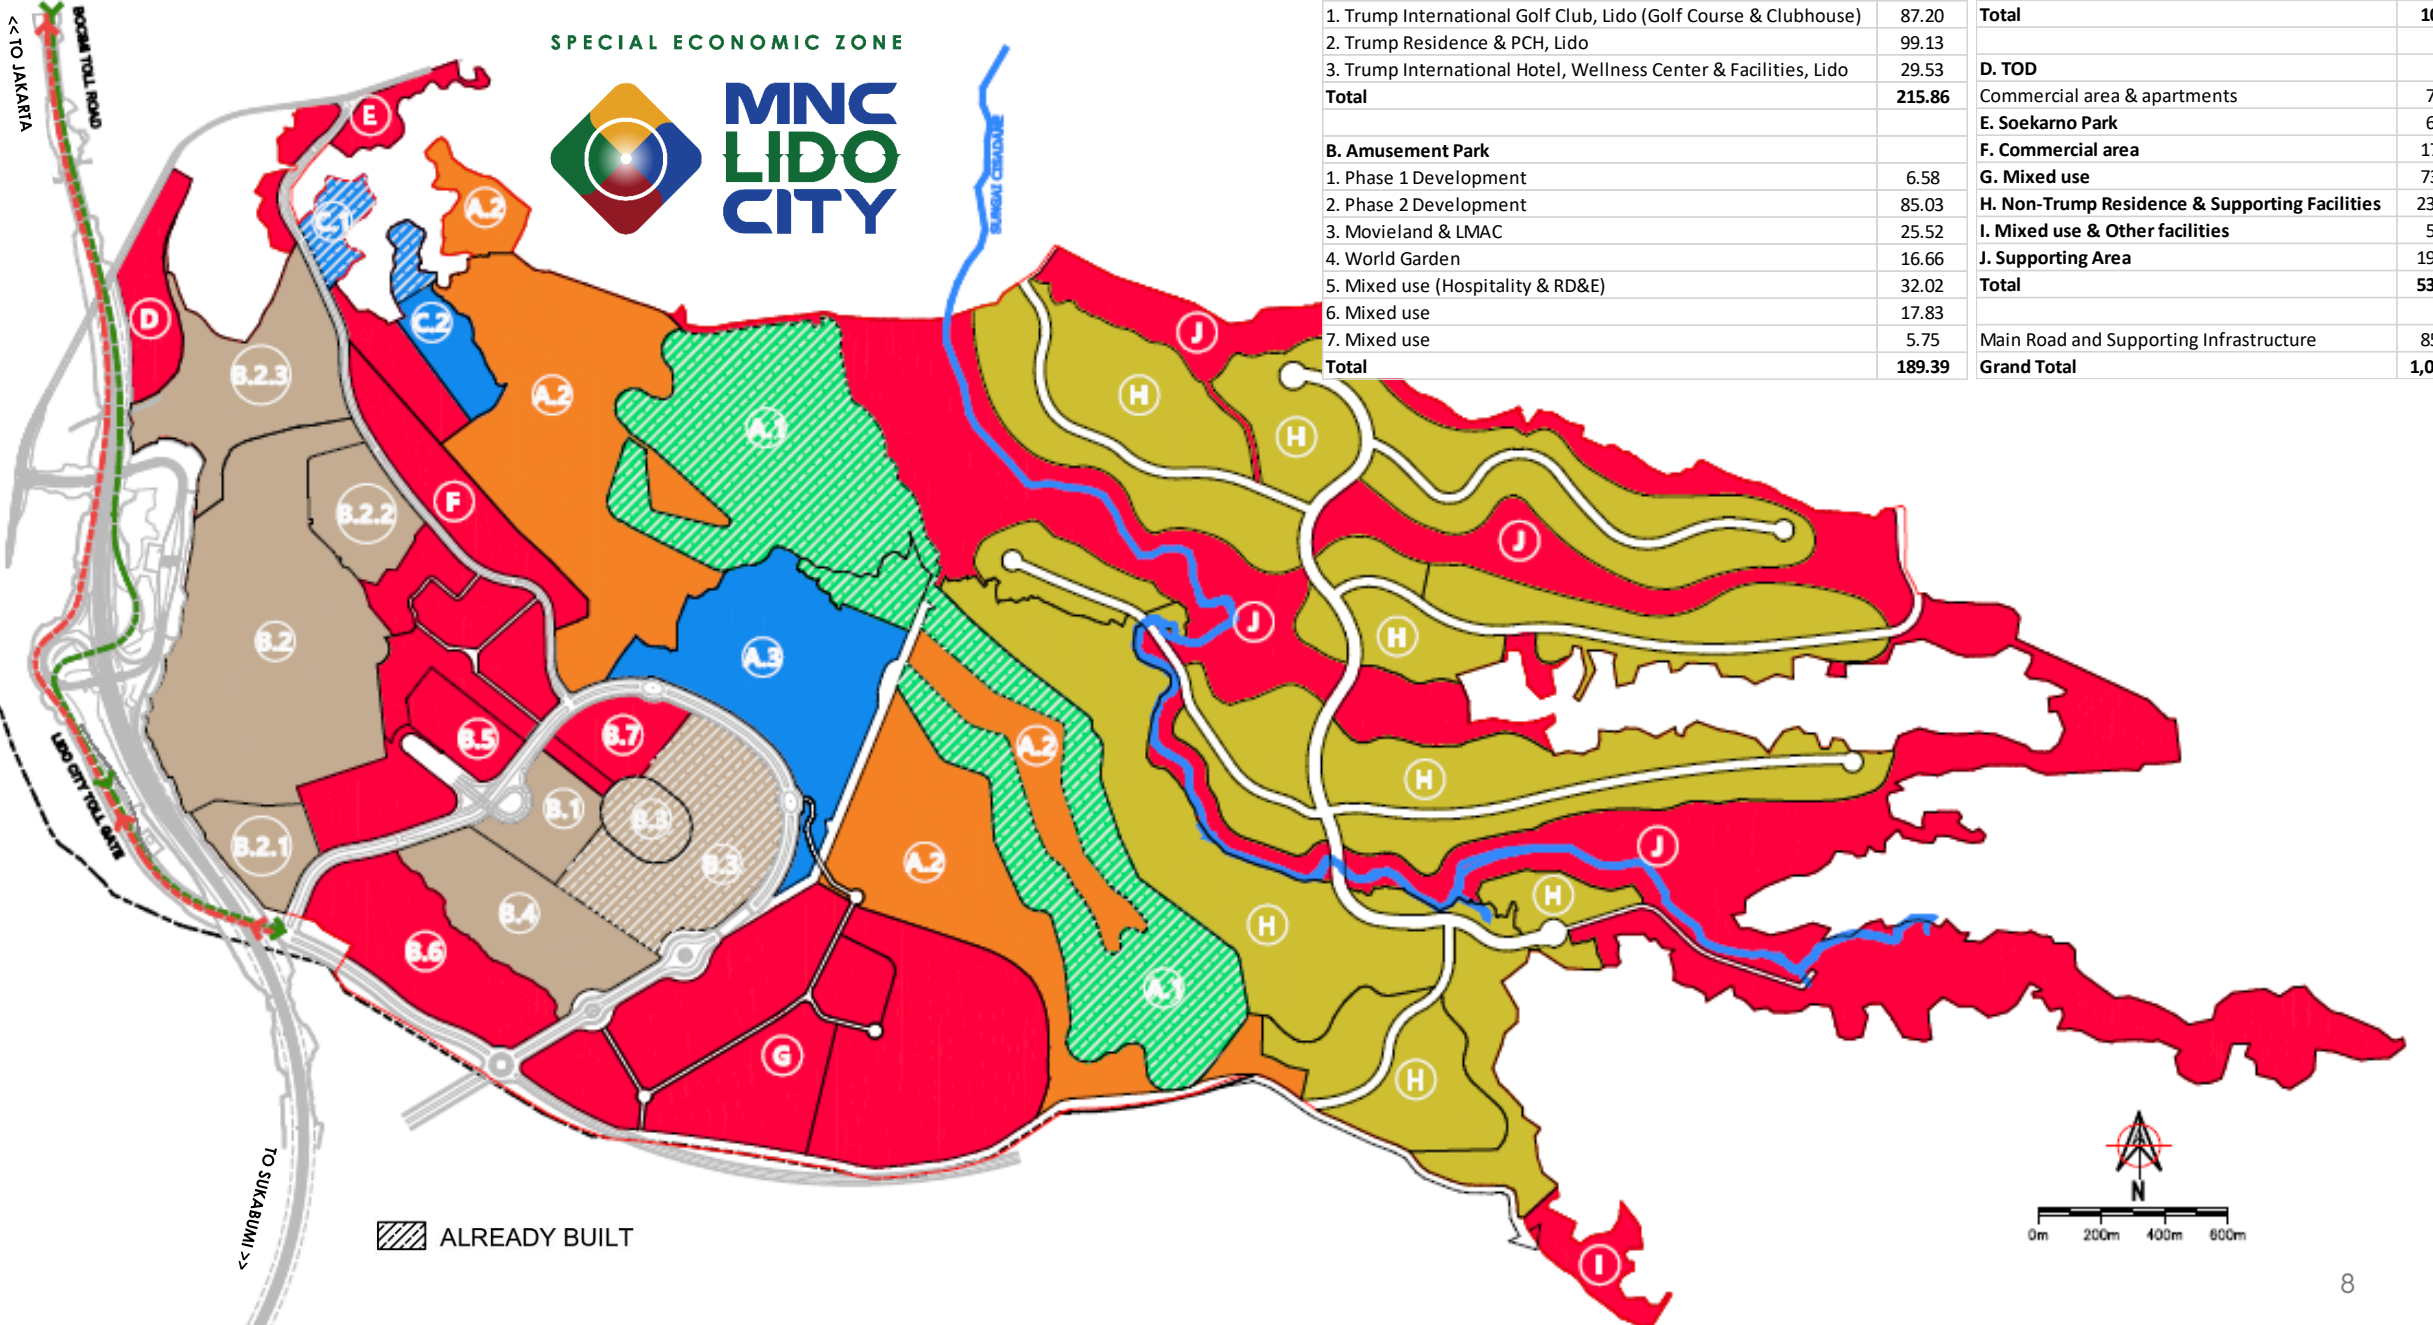 SPECIAL ECONOMIC ZONE
MNC
LIDO
CITY
<< TO JAKARTA
BOCIMI TOLL ROAD
SUNGAI CISADANE
1. Trump International Golf Club, Lido (Golf Course & Clubhouse) 87.20
2. Trump Residence & PCH, Lido 99.13
3. Trump International Hotel, Wellness Center & Facilities, Lido 29.53
Total 215.86
B. Amusement Park
1. Phase 1 Development 6.58
2. Phase 2 Development 85.03
3. Movieland & LMAC 25.52
4. World Garden 16.66
5. Mixed use (Hospitality & RD&E) 32.02
6. Mixed use 17.83
7. Mixed use 5.75
Total 189.39
Total
D. TOD
Commercial area & apartments
E. Soekarno Park
F. Commercial area
G. Mixed use
H. Non-Trump Residence & Supporting Facilities
I. Mixed use & Other facilities
J. Supporting Area
Total
Main Road and Supporting Infrastructure
Grand Total
E
C.1
A.2
D
C.2
J
B.2.3
A.2
A.1
H
H
F
B.2.2
J
B.2
A.3
J
H
B.5
B.7
A.2
H
B.1
B.3
B.3
B.2.1
A.2
J
B.4
H
H
B.6
A.1
G
H
I
LIDO CITY TOLL GATE
TO SUKABUMI >>
ALREADY BUILT
N
0m 200m 400m 600m
8